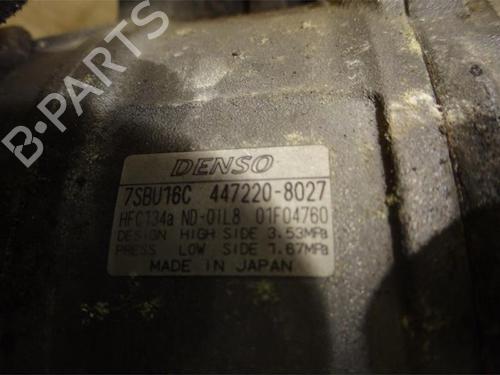 B-PARTS
DENSO
7SBU16C 447220-8027
HFC134a ND-OIL8 01F04760
DESIGN HIGH SIDE 3.53MPa
PRESS LOW SIDE 1.67MPa
MADE IN JAPAN